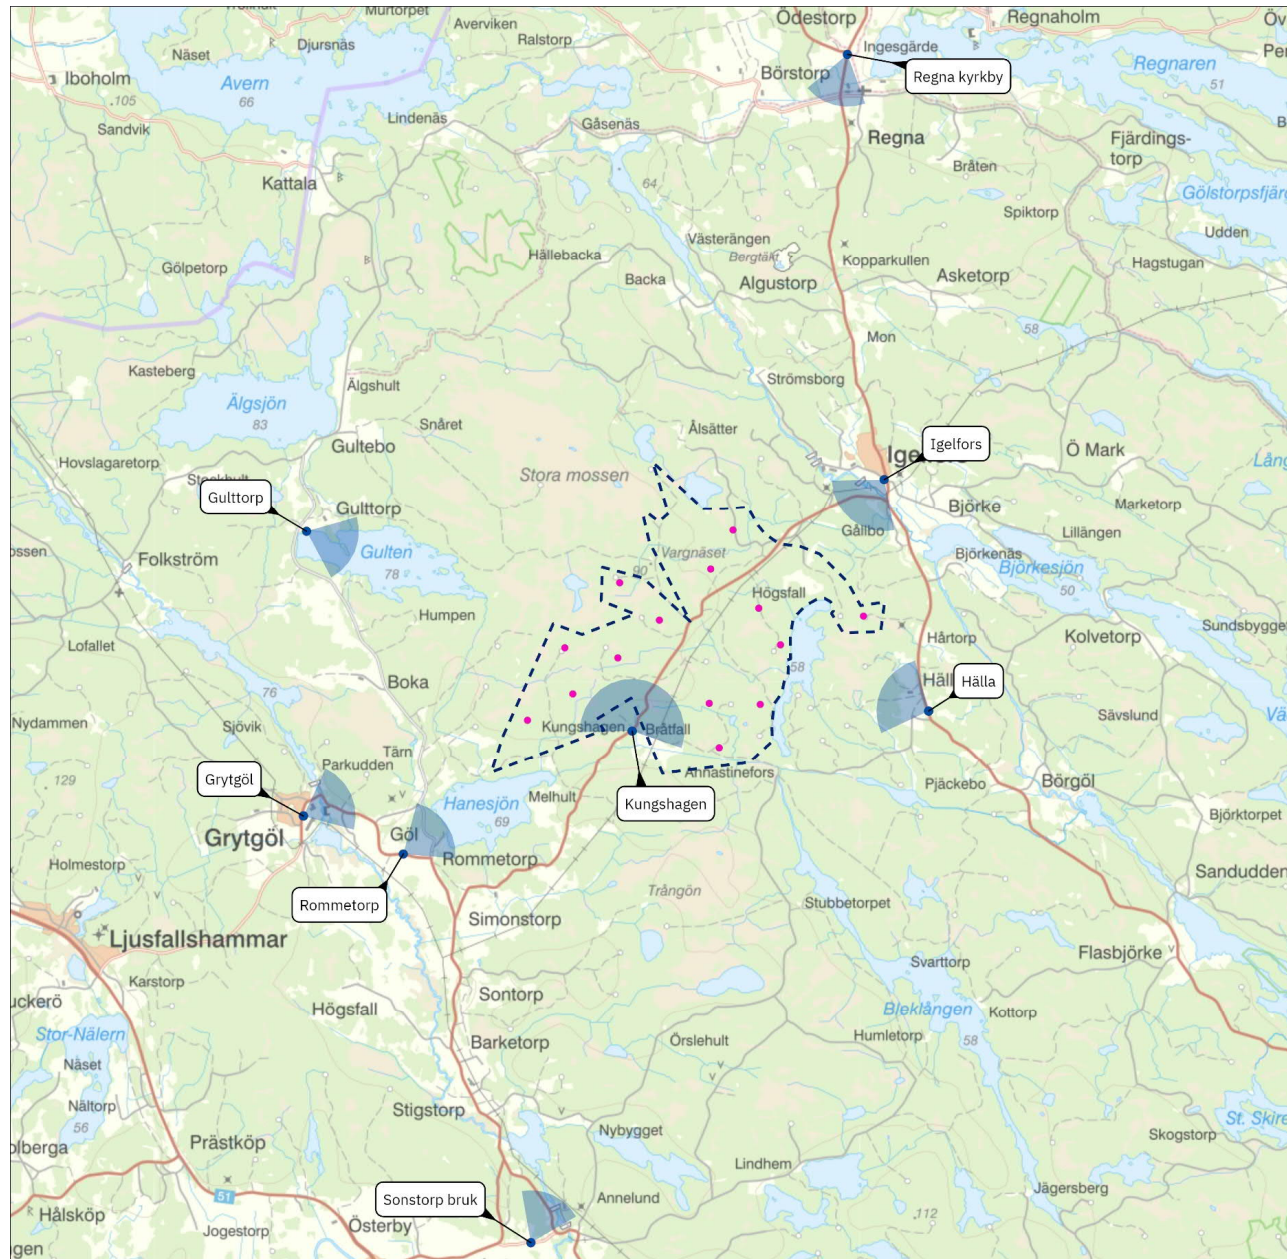 Murtorpet
Averviken
Ödestorp
Regnaholm
Näset
Djursnäs
Ralstorp
Ingesgärde
Iboholm
Avern
66
Börstorp
Regna kyrkby
Regnaren
51
105
Sandvik
Lindenäs
Gåsenäs
Regna
Fjärdings-
torp
Bråten
Kattala
64
Spiktorp
Udden
Västerängen
Bergtäkt
Kopparkullen
Hällebacka
Gölpetorp
Backa
Algustorp
Asketorp
Hagstugan
58
Mon
Kasteberg
Älgshult
Strömsborg
Älgsjön
83
Snåret
Ålsätter
Igelfors
Gultebo
Ö Mark
Hovslagaretorp
Stora mossen
Gulttorp
Gulttorp
Björke
Marketorp
Gållbo
Lillängen
Folkström
Gulten
78
Vargnäset
90
Björkenäs
Björkesjön
50
Högsfall
Humpen
Sundsbyget
Lofallet
Hårtorp
Kolvetorp
58
Boka
Hälla
76
Nydammen
Sjövik
Kungshagen
Bråtfall
Sävslund
Tärn
Parkudden
129
Annastinefors
Grytgöl
Hanesjön
69
Melhult
Kungshagen
Pjäckebo
Börgöl
Björktorpet
Grytgöl
Göl
Holmestorp
Rommetorp
Sandudden
Rommetorp
Trångön
Stubbetorpet
Simonstorp
Ljusfallshammar
Flasbjörke
Svarttorp
Karstorp
Sontorp
Högsfall
Bleklången
58
Kottorp
Stor-Nälern
Barketorp
Örslehult
Humletorp
Näset
Nältorp
56
Stigstorp
Nybygget
Skogstorp
Prästköp
Lindhem
Jägersberg
51
Sonstorp bruk
Annelund
Hålsköp
Österby
112
Jogestorp